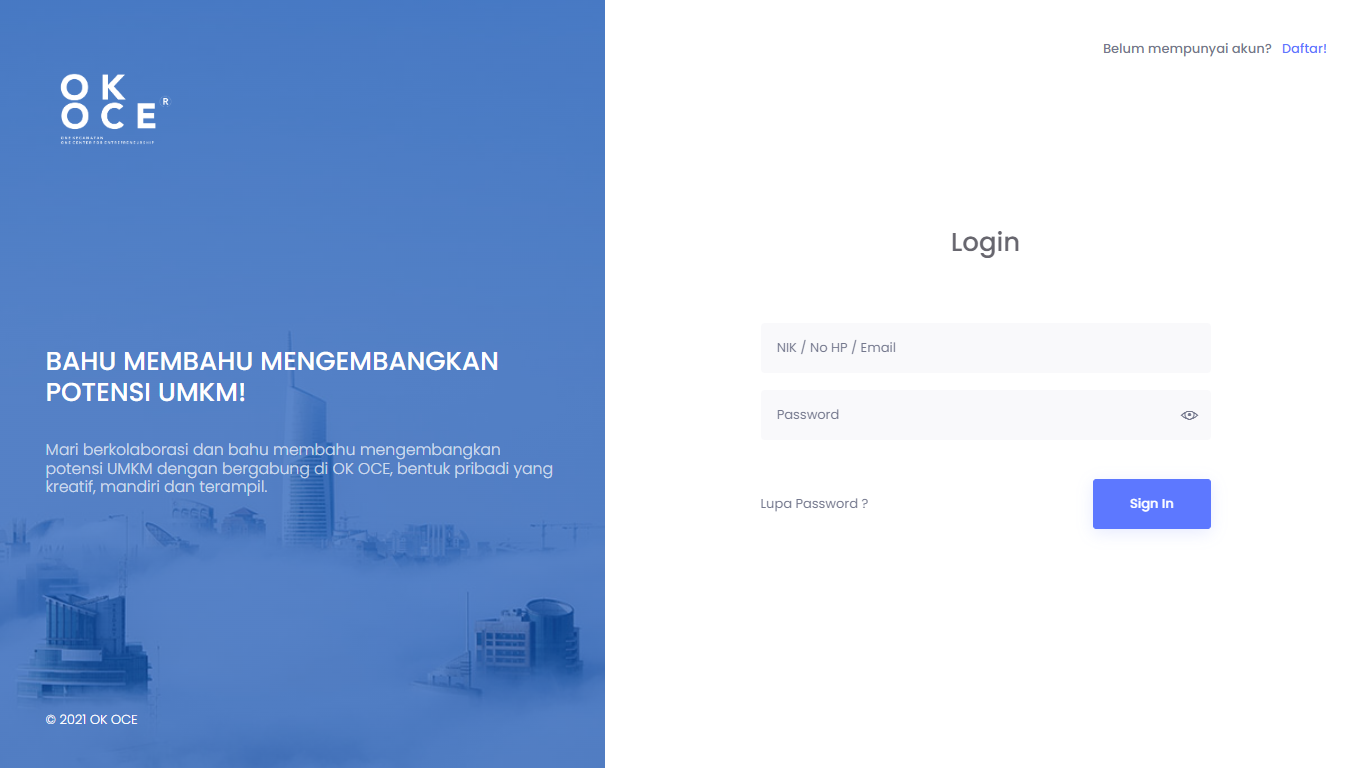 OK
OCE
R
BAHU MEMBAHU MENGEMBANGKAN
POTENSI UMKM!
Mari berkolaborasi dan bahu membahu mengembangkan
potensi UMKM dengan bergabung di OK OCE, bentuk pribadi yang
kreatif, mandiri dan terampil.
© 2021 OK OCE
Belum mempunyai akun? Daftar!
Login
NIK / No HP / Email
Password
Lupa Password ?
Sign In